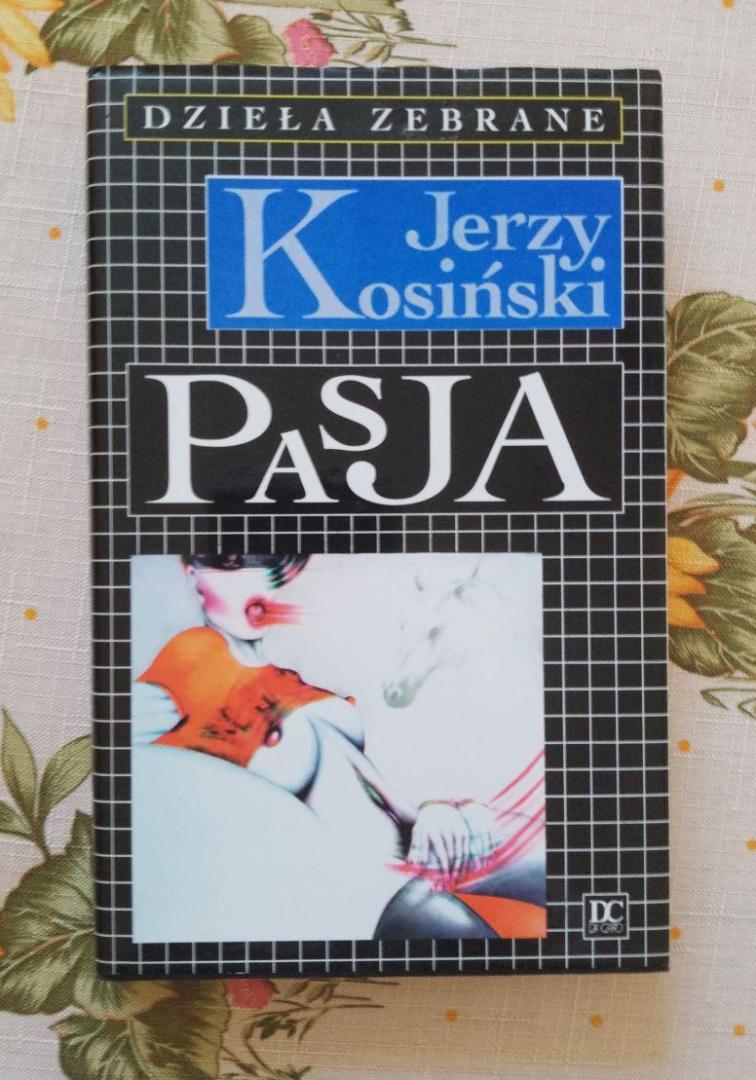 DZIEŁA ZEBRANE
Jerzy
Kosiński
PASJA
DC